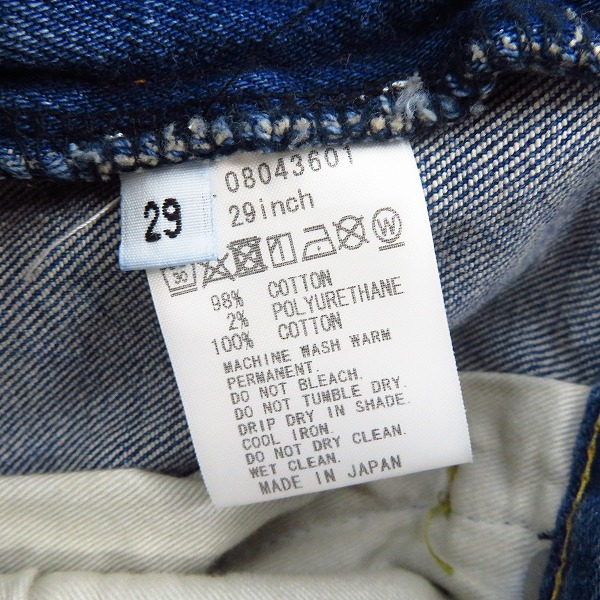 29
08043601
29inch
98% COTTON
2% POLYURETHANE
100% COTTON
MACHINE WASH WARM
PERMANENT.
DO NOT BLEACH.
DO NOT TUMBLE DRY.
DRIP DRY IN SHADE.
COOL IRON.
DO NOT DRY CLEAN.
WET CLEAN.
MADE IN JAPAN